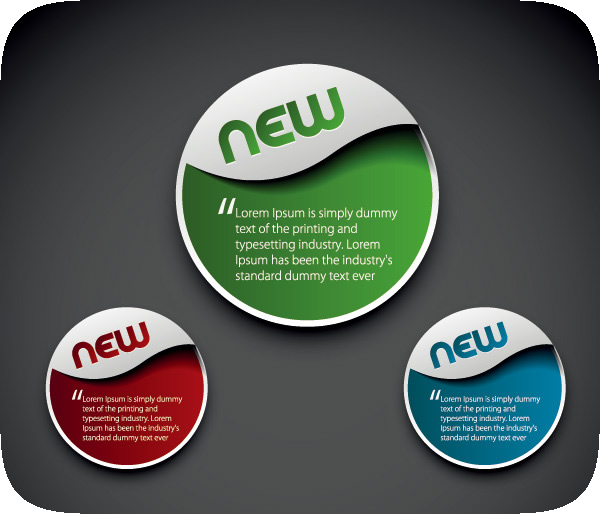 NEW
“Lorem Ipsum is simply dummy
text of the printing and
typesetting industry. Lorem
Ipsum has been the industry's
standard dummy text ever
NEW
“Lorem Ipsum is simply dummy
text of the printing and
typesetting industry. Lorem
Ipsum has been the industry's
standard dummy text ever
NEW
“Lorem Ipsum is simply dummy
text of the printing and
typesetting industry. Lorem
Ipsum has been the industry's
standard dummy text ever